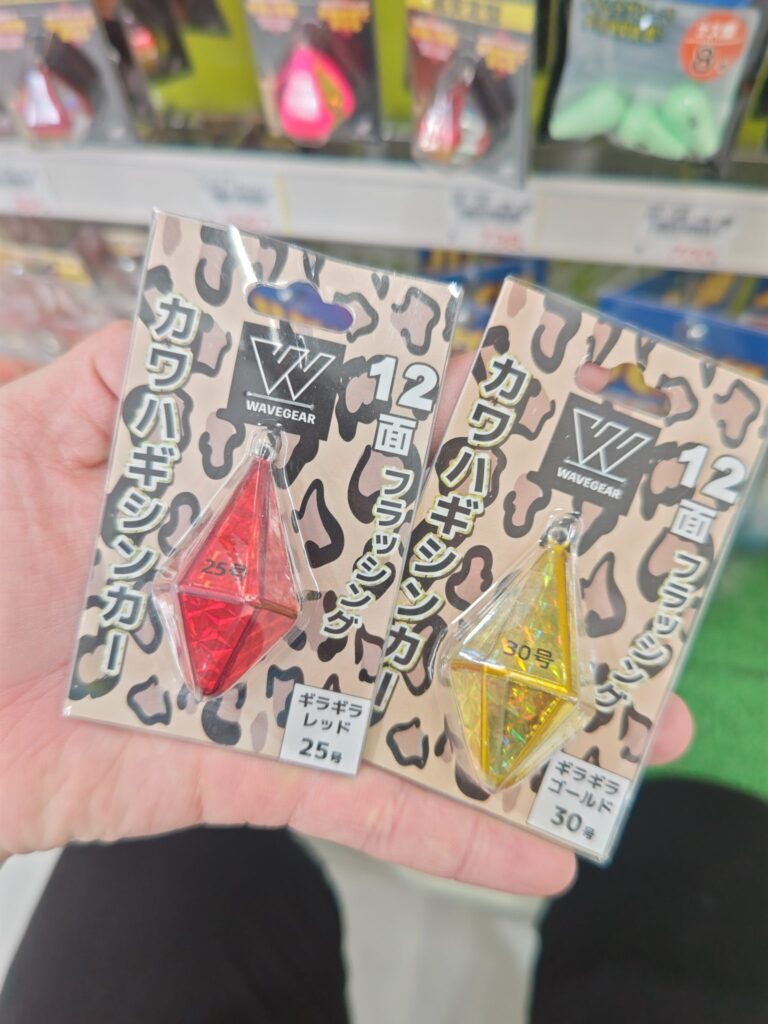 カワハギシンカー
WAVEGEAR
12面 フラッシング
25号
ギラギラ
レッド
25号
カワハギシンカー
WAVEGEAR
12面 フラッシング
30号
ギラギラ
ゴールド
30号
8